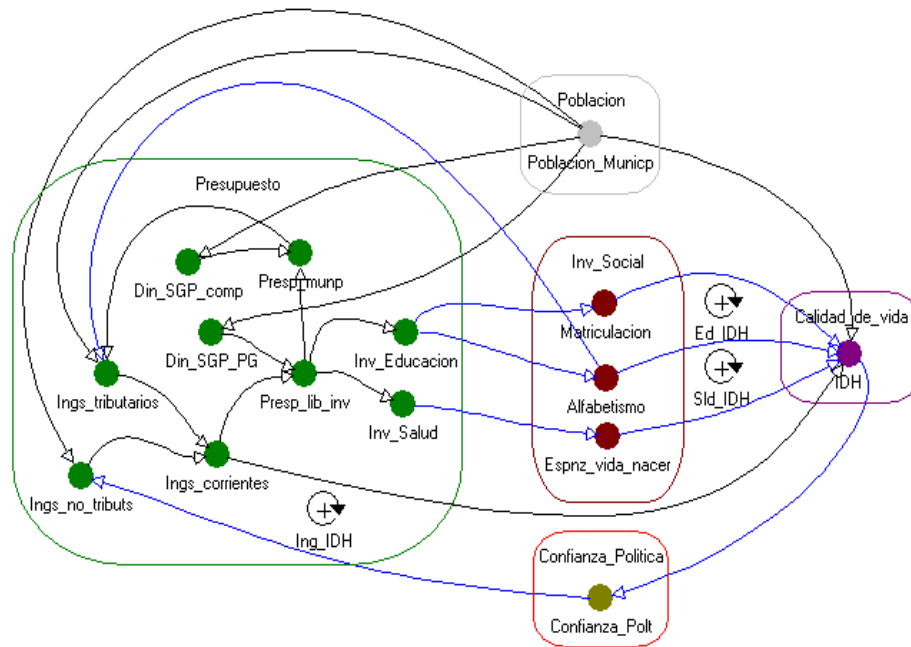 Poblacion
Poblacion_Municp
Presupuesto
Din_SGP_comp
Presp_munp
Inv_Social
Matriculacion
Ed_IDH
Calidad_de_vida
Din_SGP_PG
Inv_Educacion
IDH
Ings_tributarios
Presp_lib_inv
Alfabetismo
Sld_IDH
Inv_Salud
Ings_corrientes
Espnz_vida_nacer
Ings_no_tributs
Ing_IDH
Confianza_Politica
Confianza_Polt